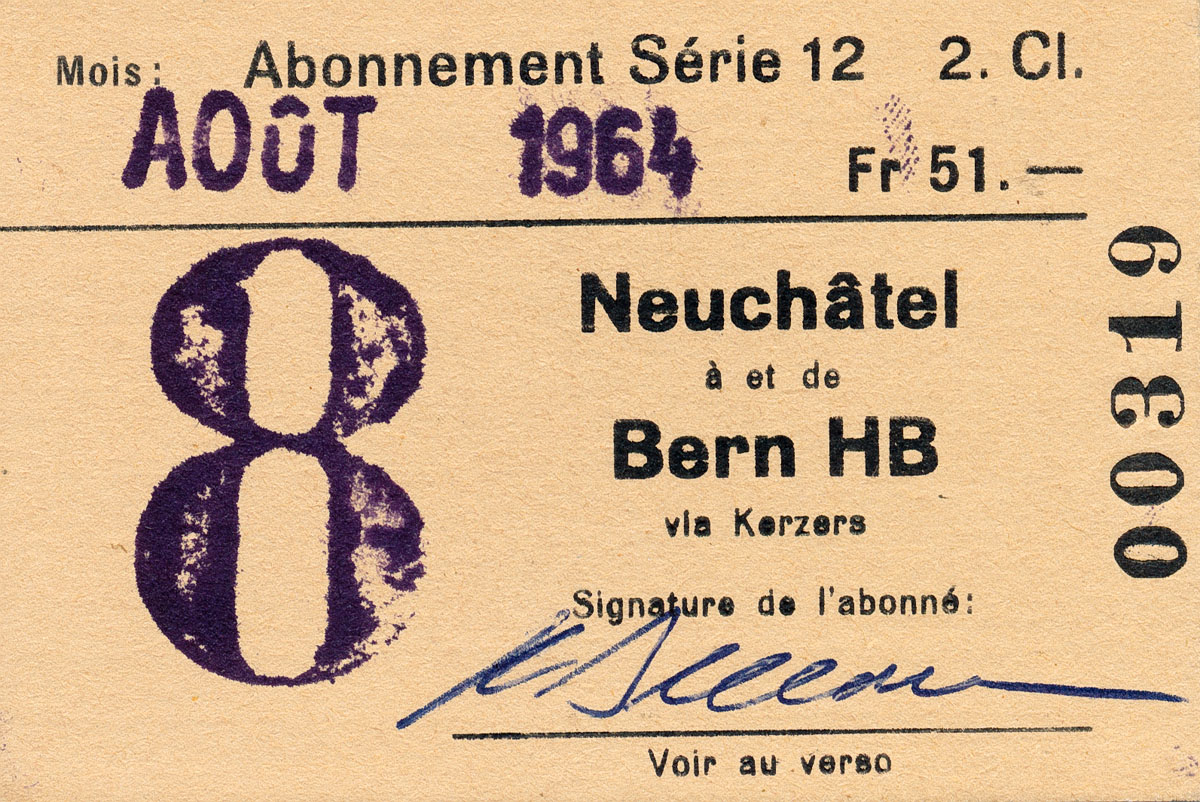 Mois: Abonnement Série 12 2. Cl.
AOÛT 1964 Fr 51.—
8
Neuchâtel
à et de
Bern HB
via Kerzers
00319
Signature de l'abonné:
Voir au verso